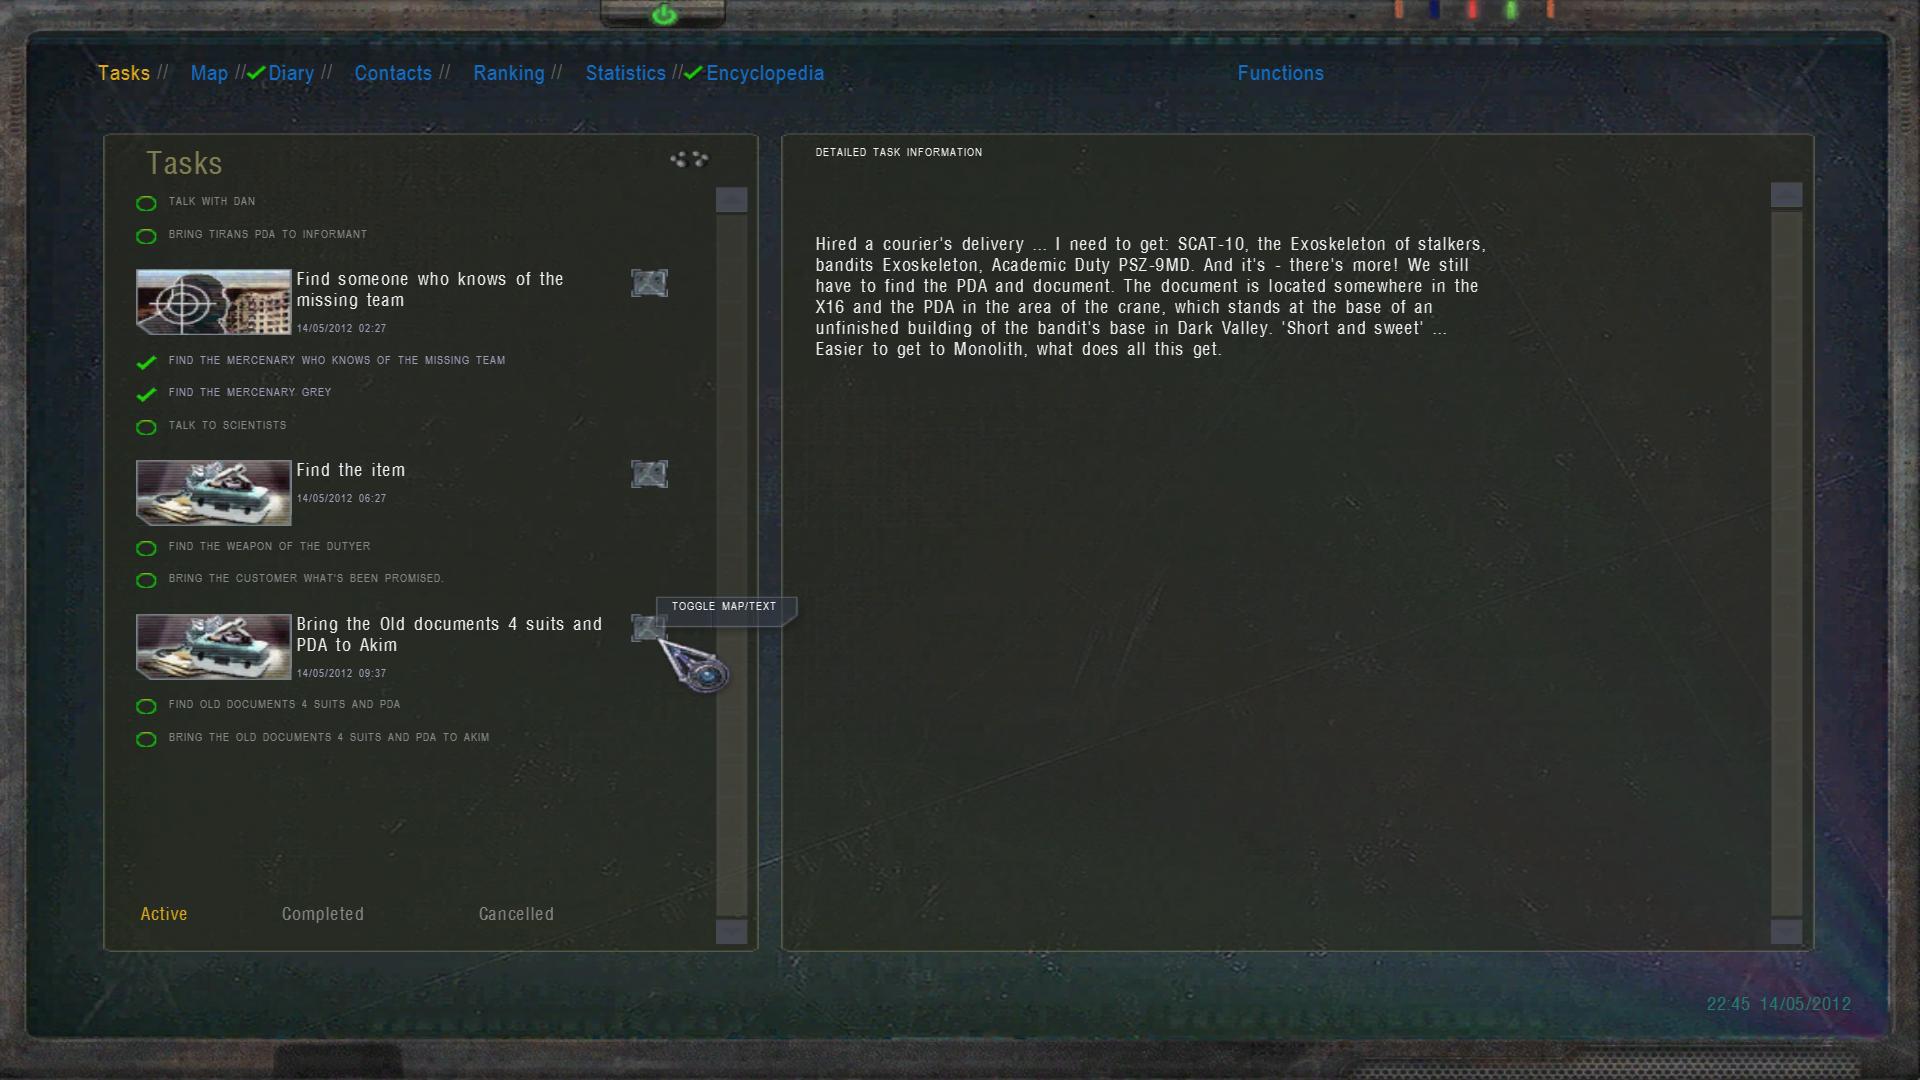 Tasks // Map // Diary // Contacts // Ranking // Statistics // Encyclopedia Functions
Tasks
TALK WITH DAN
BRING TIRANS PDA TO INFORMANT
Find someone who knows of the
missing team
14/05/2012 02:27
FIND THE MERCENARY WHO KNOWS OF THE MISSING TEAM
FIND THE MERCENARY GREY
TALK TO SCIENTISTS
Find the item
14/05/2012 06:27
FIND THE WEAPON OF THE DUTYER
BRING THE CUSTOMER WHAT'S BEEN PROMISED.
TOGGLE MAP/TEXT
Bring the Old documents 4 suits and
PDA to Akim
14/05/2012 09:37
FIND OLD DOCUMENTS 4 SUITS AND PDA
BRING THE OLD DOCUMENTS 4 SUITS AND PDA TO AKIM
Active Completed Cancelled
DETAILED TASK INFORMATION
Hired a courier's delivery ... I need to get: SCAT-10, the Exoskeleton of stalkers,
bandits Exoskeleton, Academic Duty PSZ-9MD. And it's - there's more! We still
have to find the PDA and document. The document is located somewhere in the
X16 and the PDA in the area of the crane, which stands at the base of an
unfinished building of the bandit's base in Dark Valley. 'Short and sweet' ...
Easier to get to Monolith, what does all this get.
22:45 14/05/2012